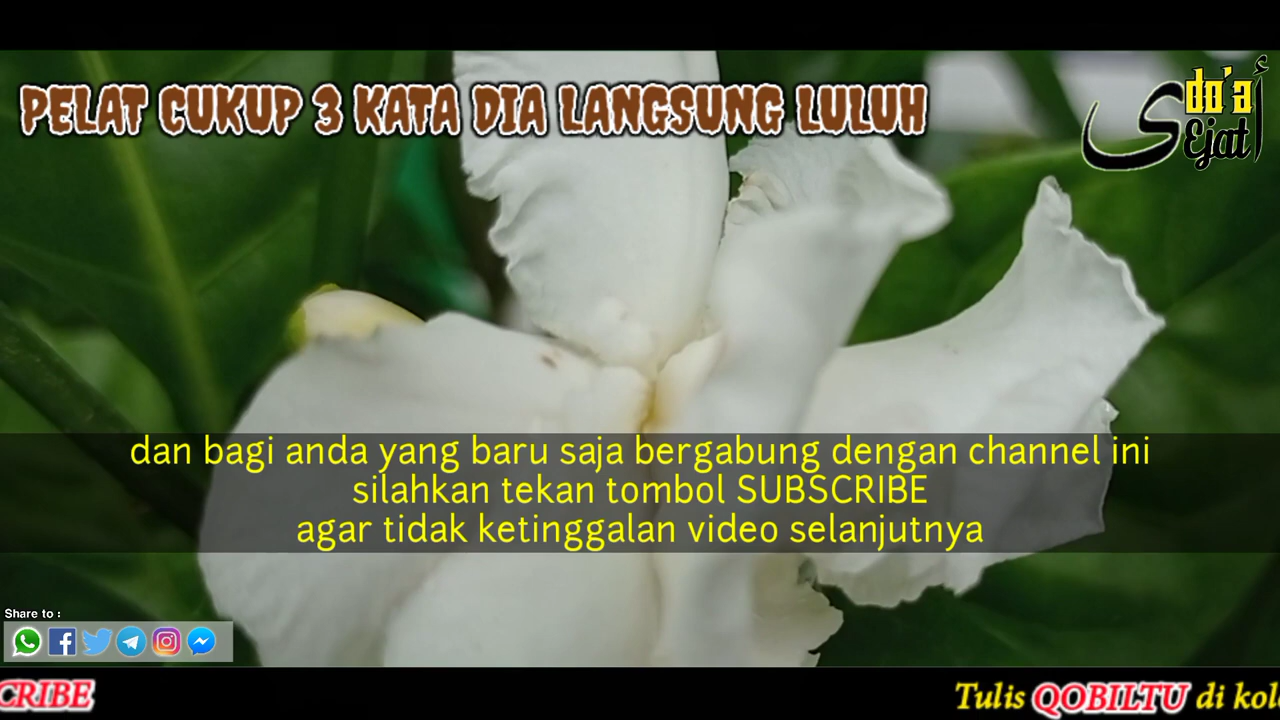 PELAT CUKUP 3 KATA DIA LANGSUNG LULUH
do'a
Ejati
dan bagi anda yang baru saja bergabung dengan channel ini
silahkan tekan tombol SUBSCRIBE
agar tidak ketinggalan video selanjutnya
Share to :
CRIBE
Tulis QOBILTU di kol